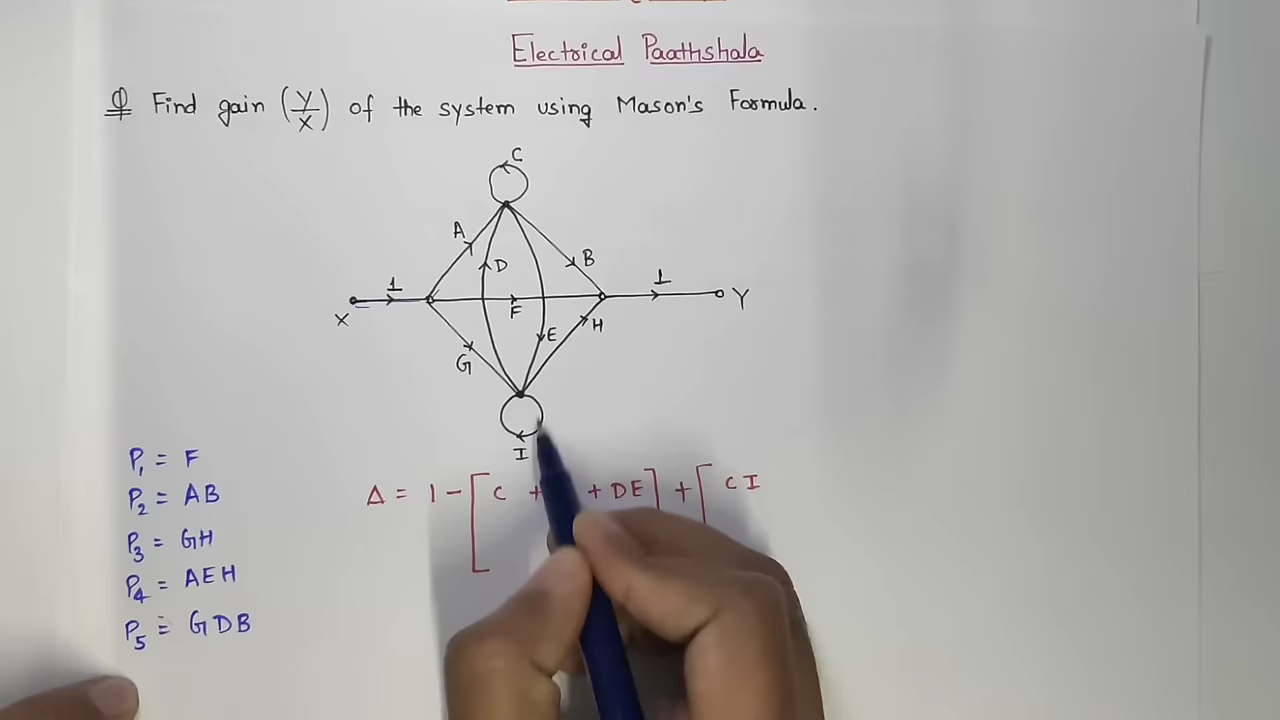 Electrical Paathshala
Q Find gain (Y/X) of the system using Mason's Formula.
C
A
B
D
1
1
X
F
Y
E
H
G
I
P1 = F
P2 = AB
P3 = GH
P4 = AEH
P5 = GDB
Δ = 1 - [ C + + DE ] + [ CI